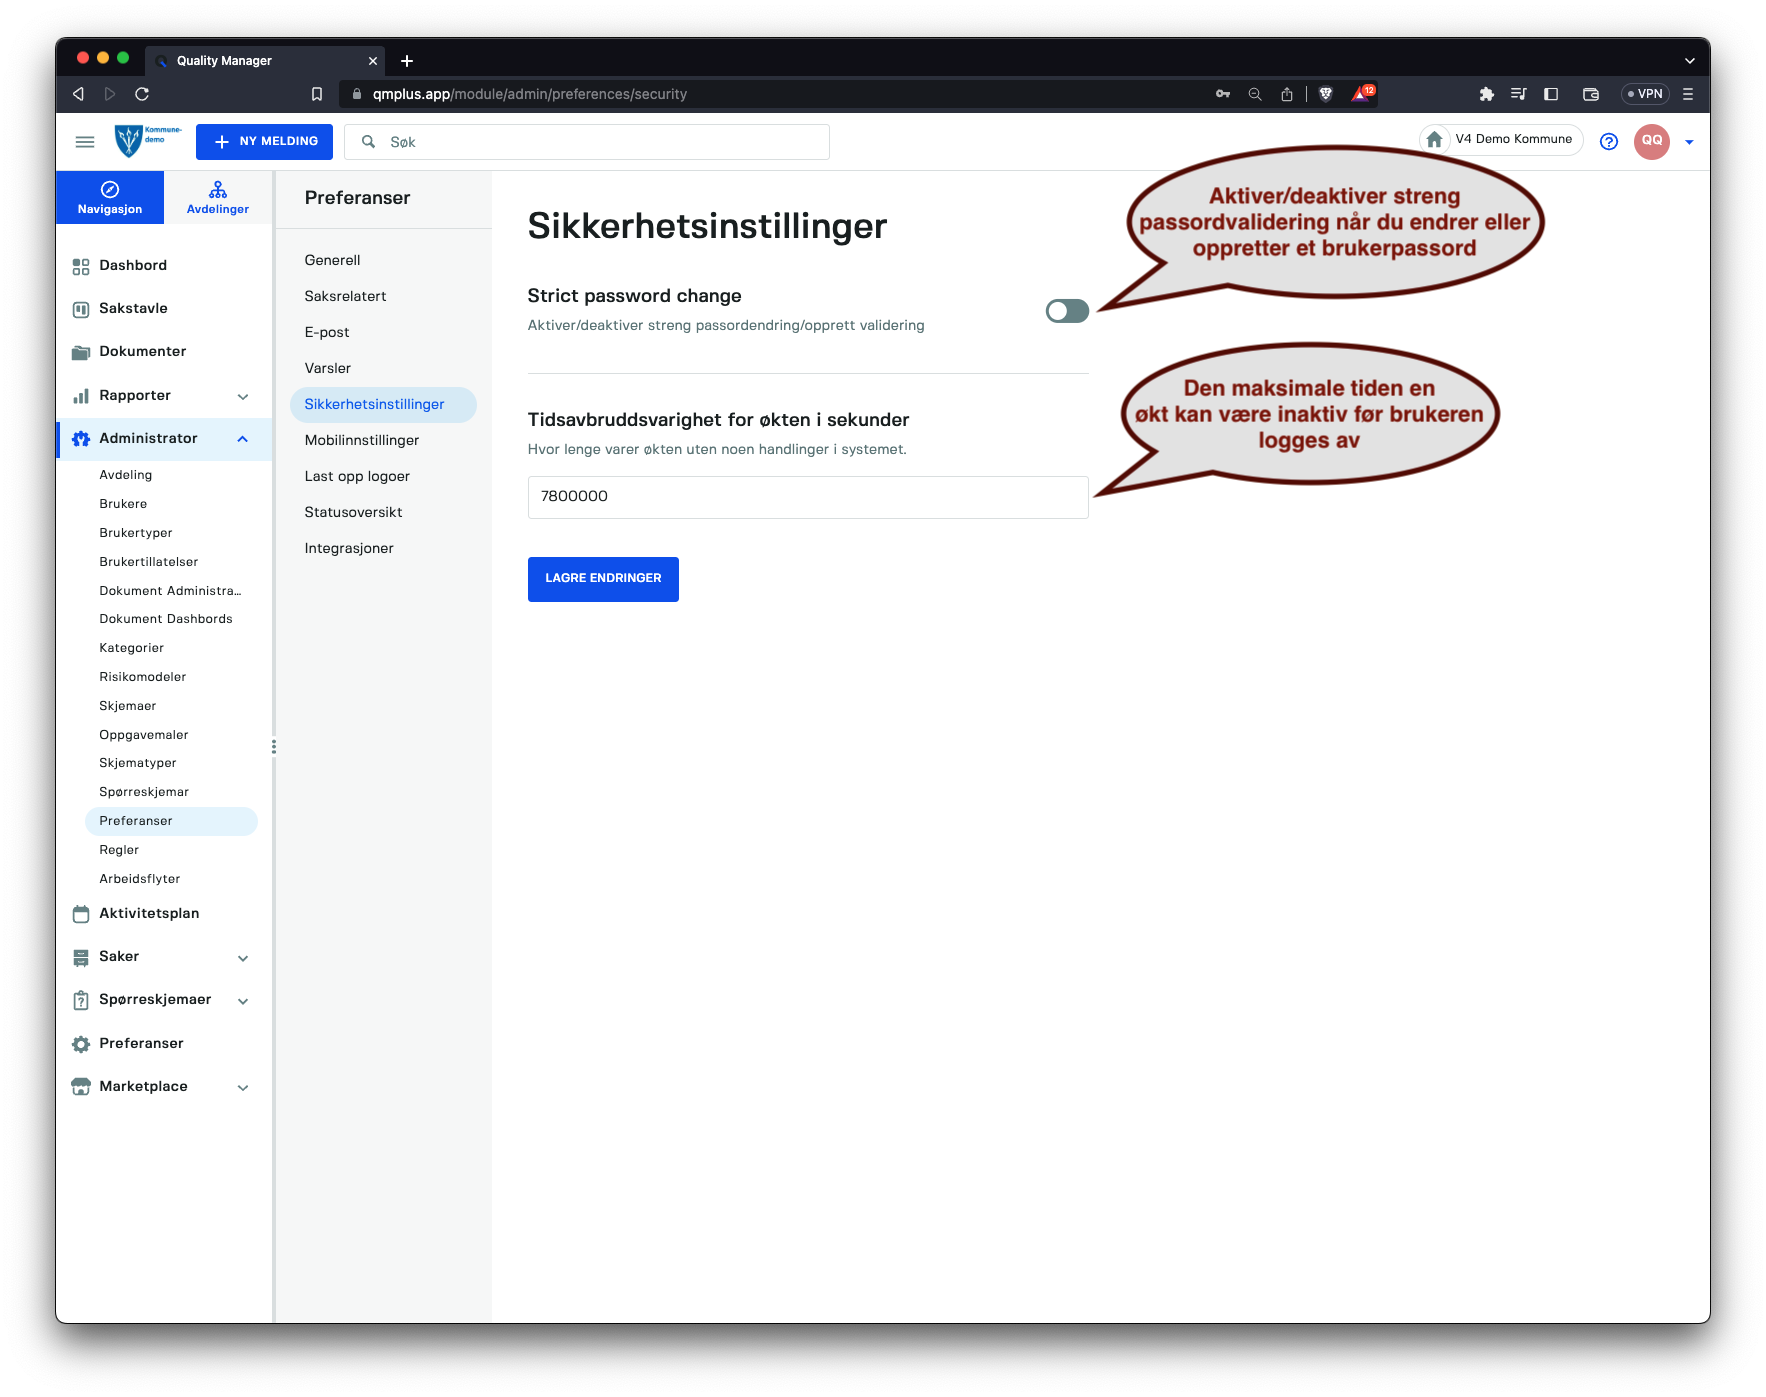 Quality Manager
qmplus.app/module/admin/preferences/security
12
VPN
Kommune-
demo
NY MELDING
Søk
V4 Demo Kommune
QQ
Navigasjon
Avdelinger
Dashbord
Sakstavle
Dokumenter
Rapporter
Administrator
Avdeling
Brukere
Brukertyper
Brukertillatelser
Dokument Administra...
Dokument Dashbords
Kategorier
Risikomodeler
Skjemaer
Oppgavemaler
Skjematyper
Spørreskjemar
Preferanser
Regler
Arbeidsflyter
Aktivitetsplan
Saker
Spørreskjemaer
Preferanser
Marketplace
Preferanser
Generell
Saksrelatert
E-post
Varsler
Sikkerhetsinstillinger
Mobilinnstillinger
Last opp logoer
Statusoversikt
Integrasjoner
Sikkerhetsinstillinger
Strict password change
Aktiver/deaktiver streng passordendring/opprett validering
Tidsavbruddsvarighet for økten i sekunder
Hvor lenge varer økten uten noen handlinger i systemet.
7800000
LAGRE ENDRINGER
Aktiver/deaktiver streng
passordvalidering når du endrer eller
oppretter et brukerpassord
Den maksimale tiden en
økt kan være inaktiv før brukeren
logges av